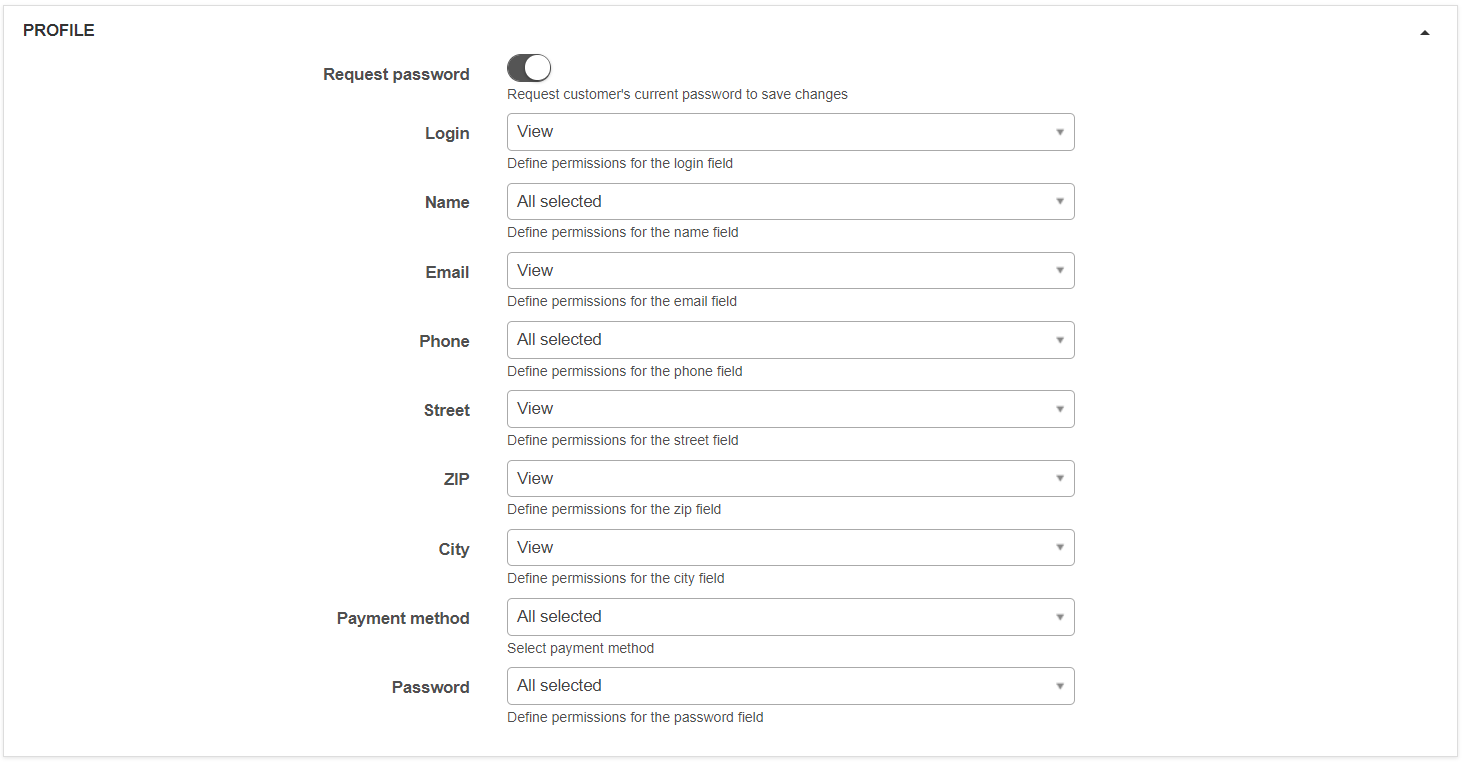 PROFILE
Request password
Request customer's current password to save changes
Login View
Define permissions for the login field
Name All selected
Define permissions for the name field
Email View
Define permissions for the email field
Phone All selected
Define permissions for the phone field
Street View
Define permissions for the street field
ZIP View
Define permissions for the zip field
City View
Define permissions for the city field
Payment method All selected
Select payment method
Password All selected
Define permissions for the password field